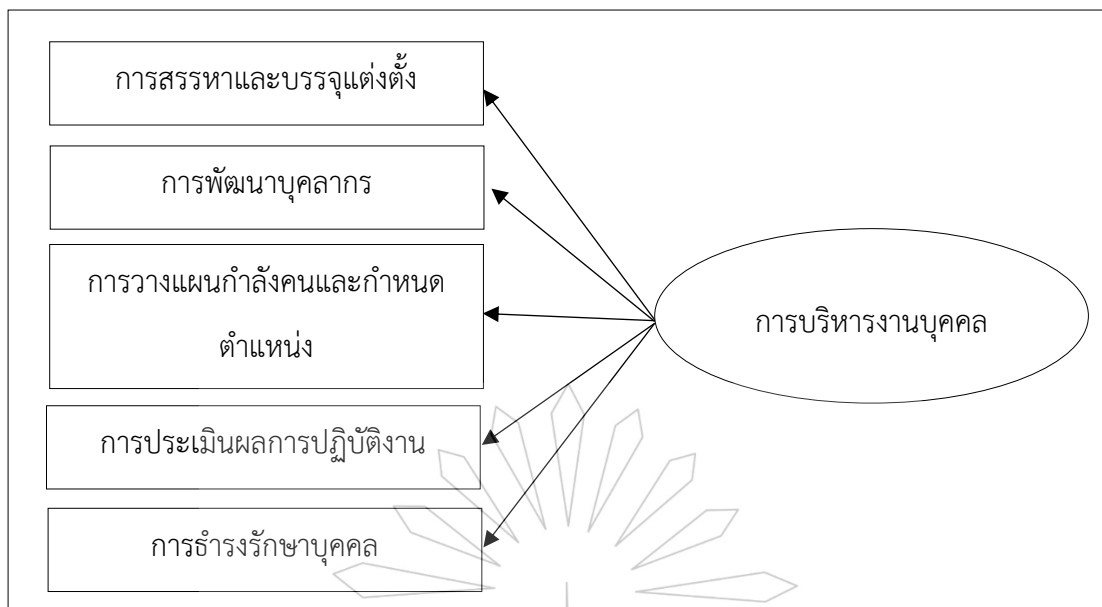 การสรรหาและบรรจุแต่งตั้ง
การพัฒนาบุคลากร
การวางแผนกำลังคนและกำหนด
ตำแหน่ง
การบริหารงานบุคคล
การประเมินผลการปฏิบัติงาน
การธำรงรักษาบุคคล